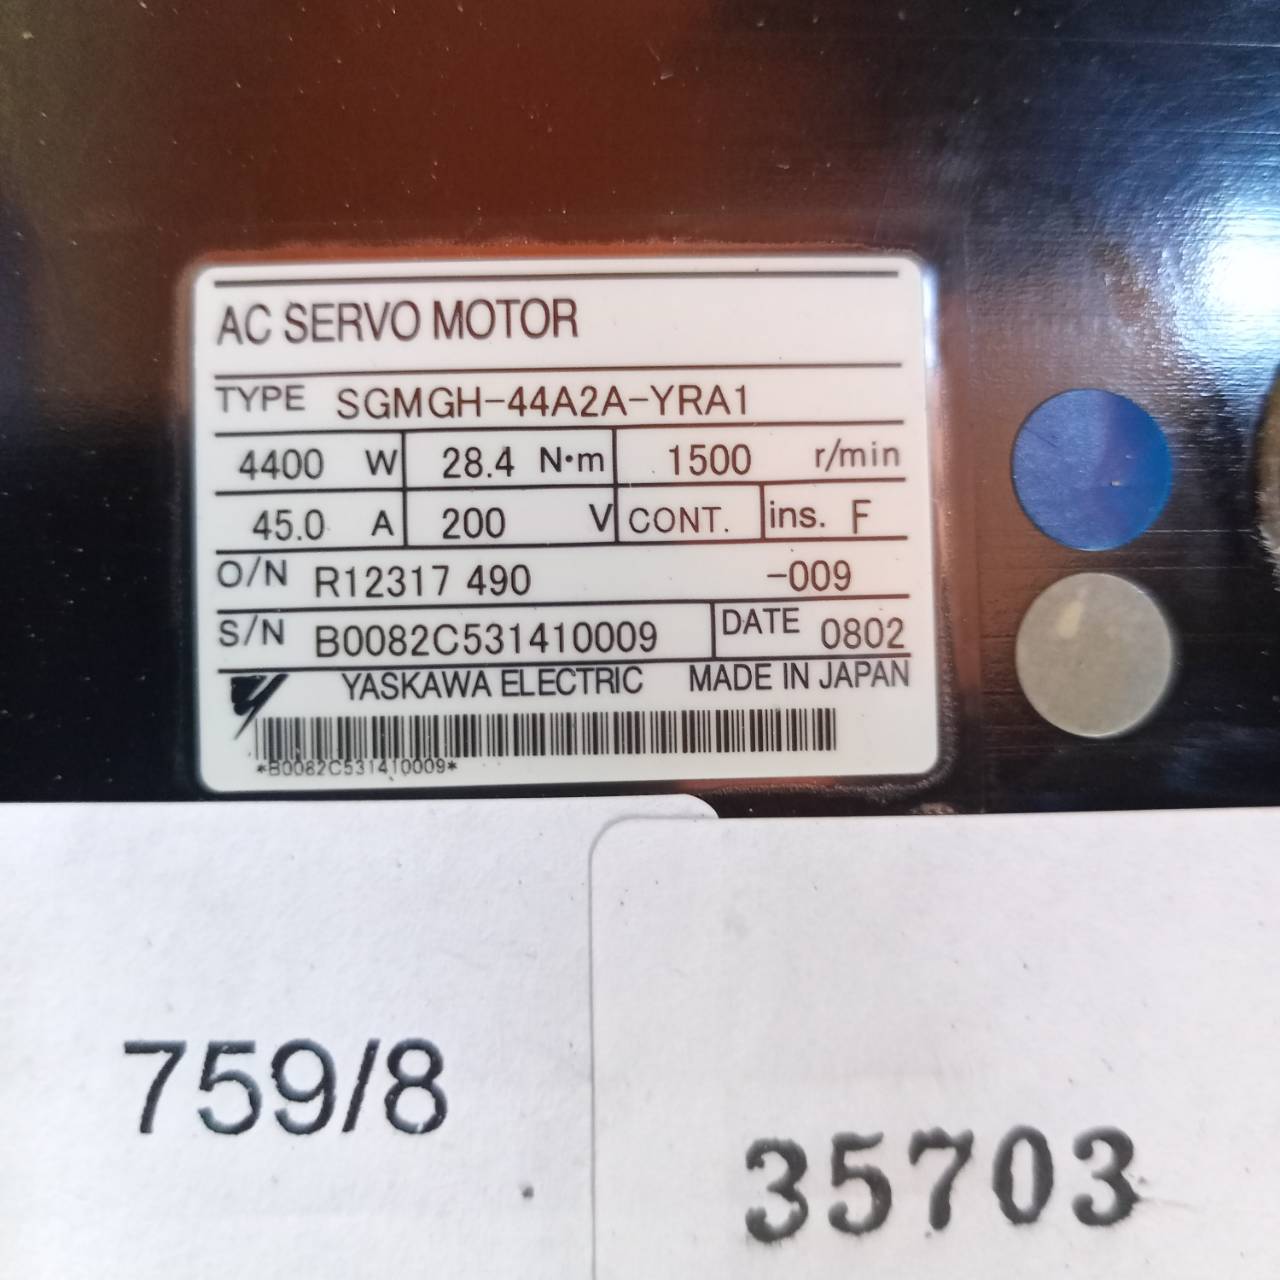 AC SERVO MOTOR
TYPE SGMGH-44A2A-YRA1
4400 W 28.4 N·m 1500 r/min
45.0 A 200 V CONT. ins. F
O/N R12317 490 -009
S/N B0082C531410009 DATE 0802
YASKAWA ELECTRIC MADE IN JAPAN
*B0082C531410009*
759/8
35703